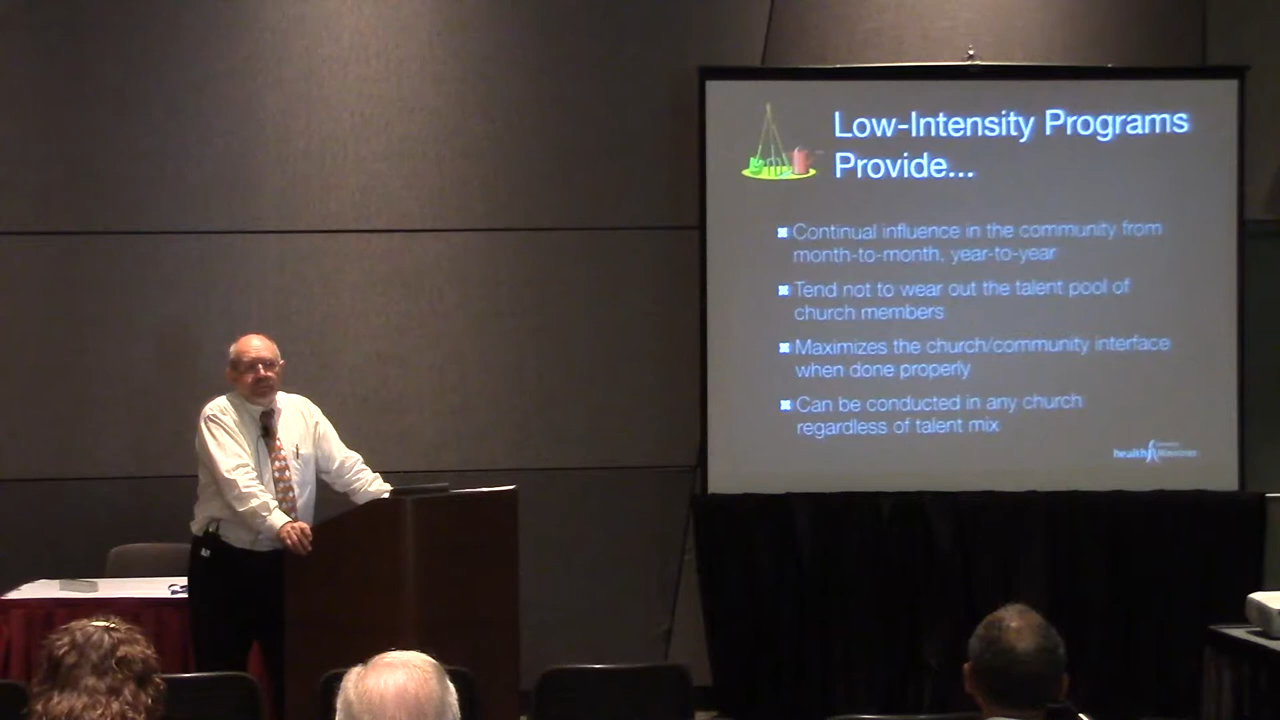 Low-Intensity Programs
Provide...
Continual influence in the community from
month-to-month, year-to-year
Tend not to wear out the talent pool of
church members
Maximizes the church/community interface
when done properly
Can be conducted in any church
regardless of talent mix
health Ministries